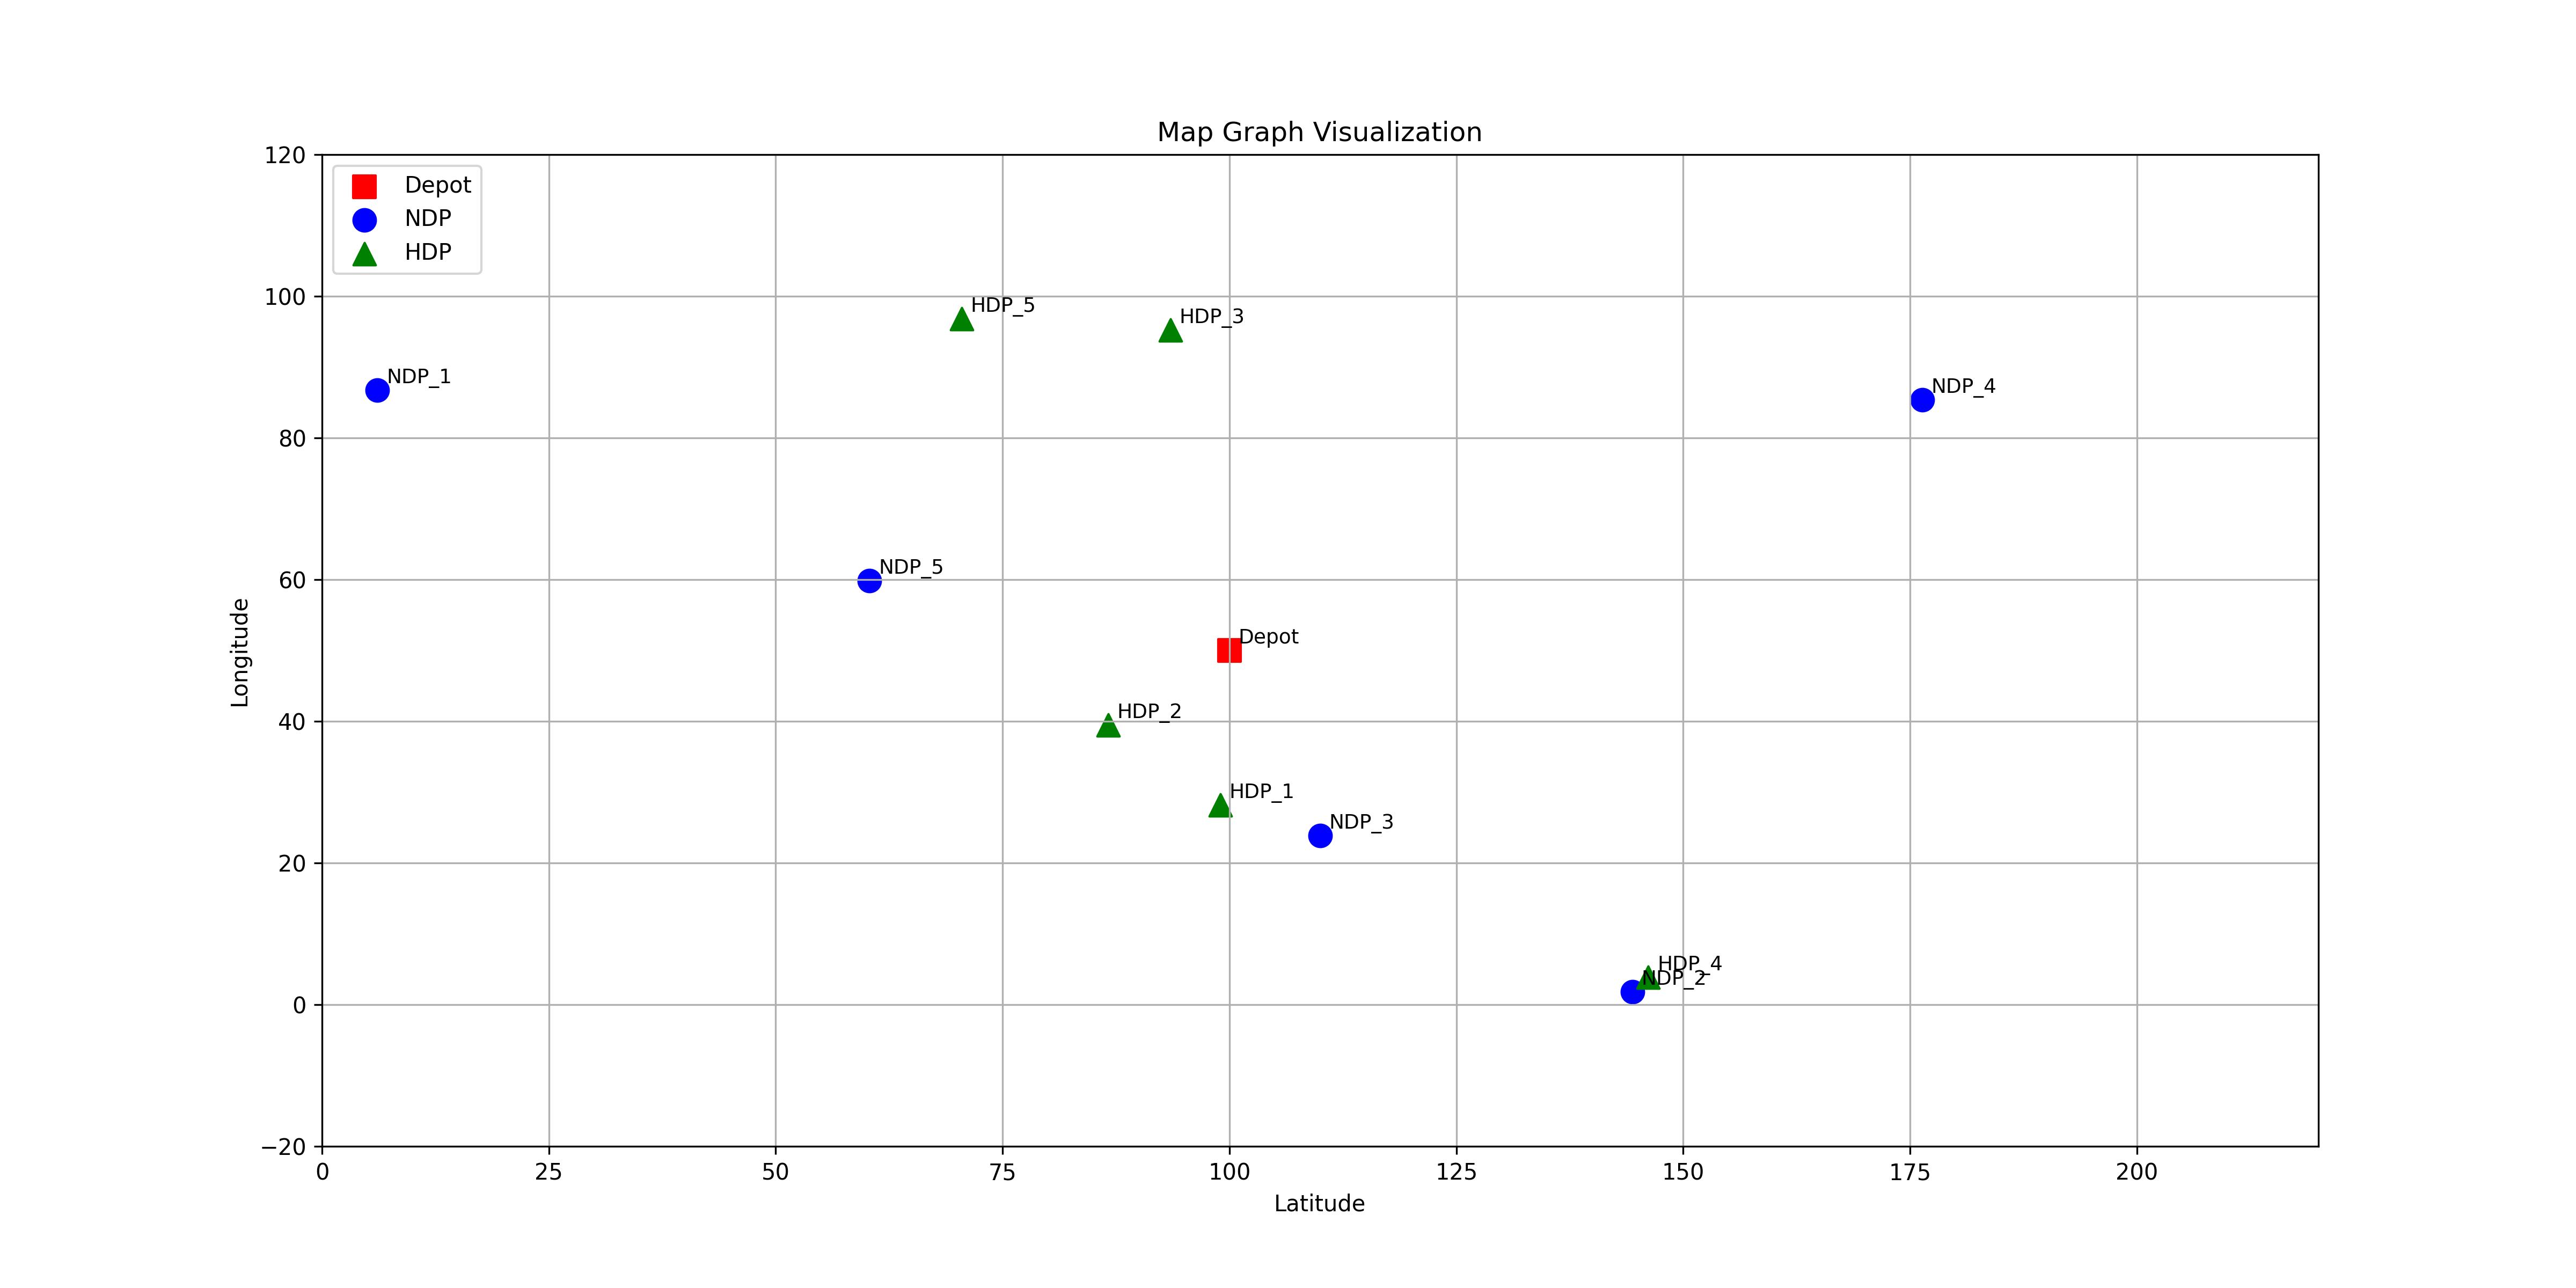 Map Graph Visualization
120
100
80
60
40
20
0
−20
Longitude
Depot
NDP
HDP
HDP_5
HDP_3
NDP_1
NDP_4
NDP_5
Depot
HDP_2
HDP_1
NDP_3
HDP_4
NDP_2
0 25 50 75 100 125 150 175 200
Latitude